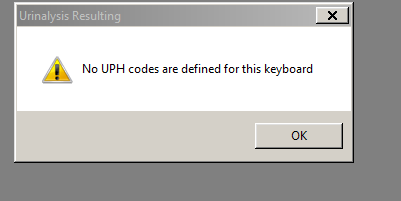 Urinalysis Resulting
No UPH codes are defined for this keyboard
OK